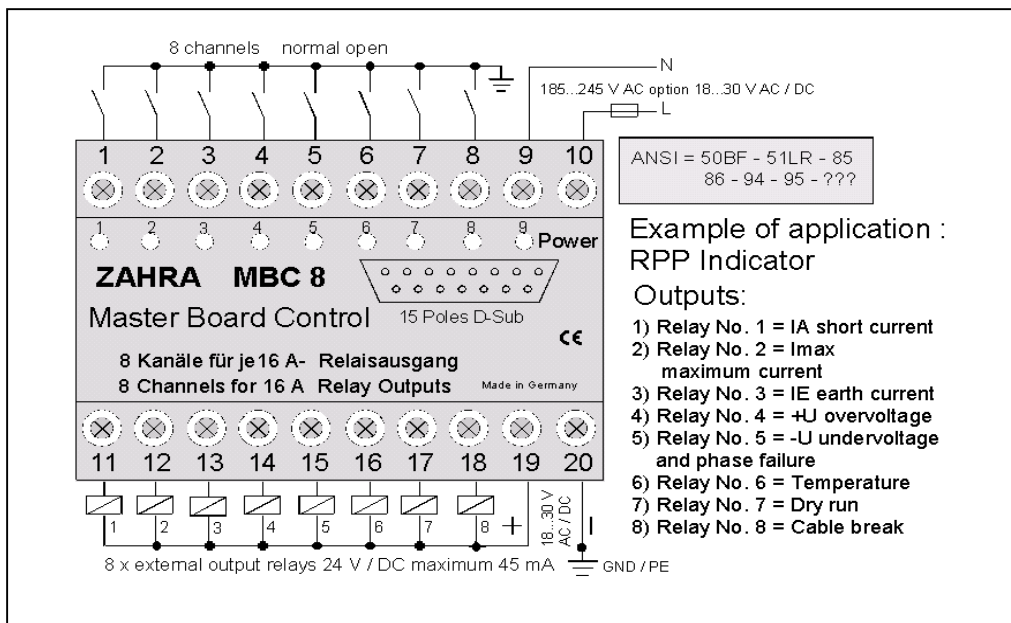 8 channels normal open
N
185...245 V AC option 18...30 V AC / DC
L
1 2 3 4 5 6 7 8 9 10
ANSI = 50BF - 51LR - 85
86 - 94 - 95 - ???
1 2 3 4 5 6 7 8 9 Power
ZAHRA MBC 8
Master Board Control
15 Poles D-Sub
CE
8 Kanäle für je 16 A- Relaisausgang
8 Channels for 16 A Relay Outputs
Made in Germany
11 12 13 14 15 16 17 18 19 20
1 2 3 4 5 6 7 8 +
18...30 V
AC / DC
8 x external output relays 24 V / DC maximum 45 mA
GND / PE
Example of application :
RPP Indicator
Outputs:
1) Relay No. 1 = IA short current
2) Relay No. 2 = Imax
maximum current
3) Relay No. 3 = IE earth current
4) Relay No. 4 = +U overvoltage
5) Relay No. 5 = -U undervoltage
and phase failure
6) Relay No. 6 = Temperature
7) Relay No. 7 = Dry run
8) Relay No. 8 = Cable break